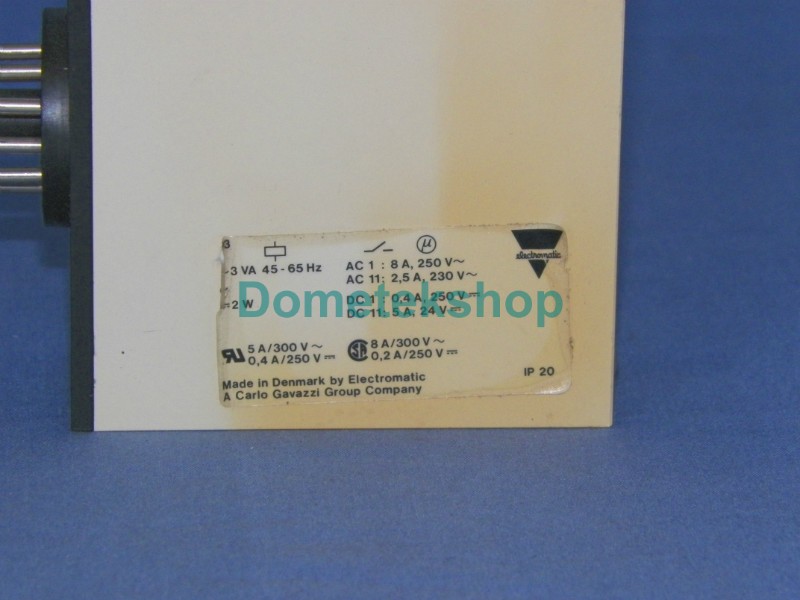 3
~3 VA 45 - 65 Hz
⎓2 W
AC 1 : 8 A, 250 V~
AC 11: 2,5 A, 230 V~
DC 1 : 0,4 A, 250 V⎓
DC 11: 5 A, 24 V⎓
μ
electromatic
Dometekshop
5 A/300 V ~
0,4 A/250 V ⎓
8 A/300 V ~
0,2 A/250 V ⎓
Made in Denmark by Electromatic
A Carlo Gavazzi Group Company
IP 20